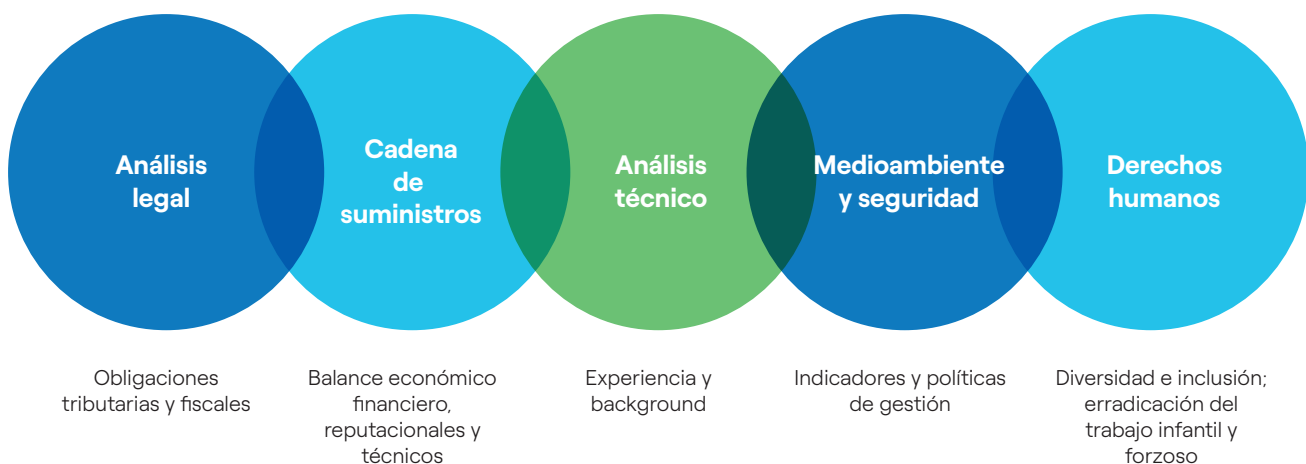 Análisis
legal
Cadena
de
suministros
Análisis
técnico
Medioambiente
y seguridad
Derechos
humanos
Obligaciones
tributarias y fiscales
Balance económico
financiero,
reputacionales y
técnicos
Experiencia y
background
Indicadores y políticas
de gestión
Diversidad e inclusión;
erradicación del
trabajo infantil y
forzoso